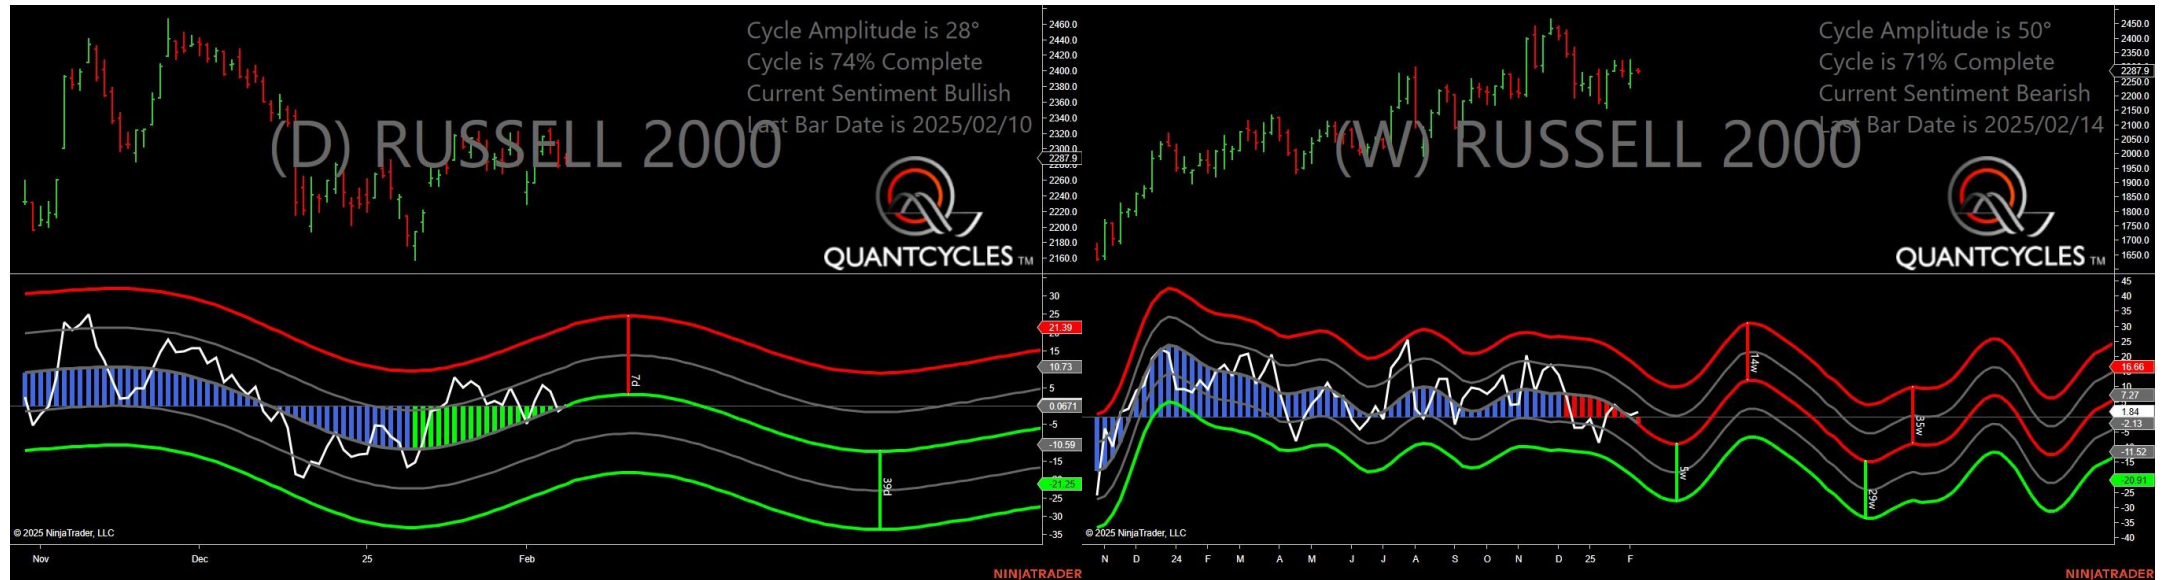 Cycle Amplitude is 28°
Cycle is 74% Complete
Current Sentiment Bullish
Last Bar Date is 2025/02/10
(D) RUSSELL 2000
QUANTCYCLES TM
2460.0
2440.0
2420.0
2400.0
2380.0
2360.0
2340.0
2320.0
2300.0
2287.9
2260.0
2240.0
2220.0
2200.0
2180.0
2160.0
30
25
21.39
15
10.73
5
0.0671
-5
-10.59
-15
-21.25
-25
-30
-35
7d
39d
© 2025 NinjaTrader, LLC
Nov
Dec
25
Feb
NINJATRADER
Cycle Amplitude is 50°
Cycle is 71% Complete
Current Sentiment Bearish
Last Bar Date is 2025/02/14
(W) RUSSELL 2000
QUANTCYCLES TM
2450.0
2400.0
2350.0
2287.9
2250.0
2200.0
2150.0
2100.0
2050.0
2000.0
1950.0
1900.0
1850.0
1800.0
1750.0
1700.0
1650.0
45
40
35
30
25
20
16.66
10
7.27
1.84
-2.13
-5
-11.52
-15
-20.91
-25
-30
-35
-40
14w
35w
5w
29w
© 2025 NinjaTrader, LLC
N D 24 F M A M J J A S O N D 25 F
NINJATRADER